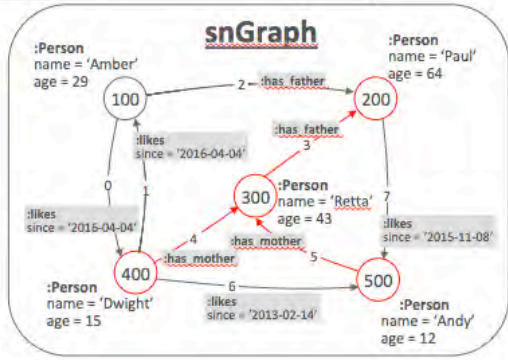 snGraph
:Person
name = 'Amber'
age = 29
:Person
name = 'Paul'
age = 64
100
2
:has_father
200
:has_father
3
:likes
since = '2016-04-04'
0
1
300
:Person
name = 'Retta'
age = 43
7
:likes
since = '2016-04-04'
4
:has_mother
:has_mother
5
:likes
since = '2015-11-08'
400
6
500
:Person
name = 'Dwight'
age = 15
:likes
since = '2013-02-14'
:Person
name = 'Andy'
age = 12